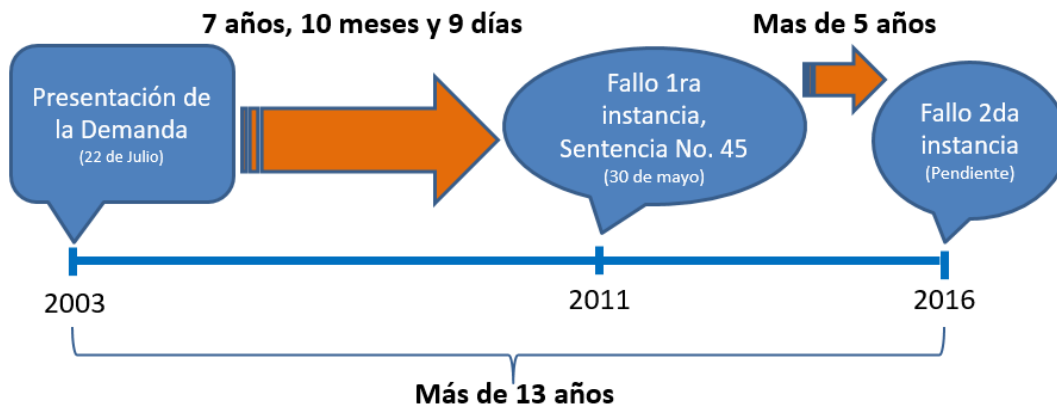 7 años, 10 meses y 9 días
Mas de 5 años
Presentación de
la Demanda
(22 de Julio)
Fallo 1ra
instancia,
Sentencia No. 45
(30 de mayo)
Fallo 2da
instancia
(Pendiente)
2003
2011
2016
Más de 13 años